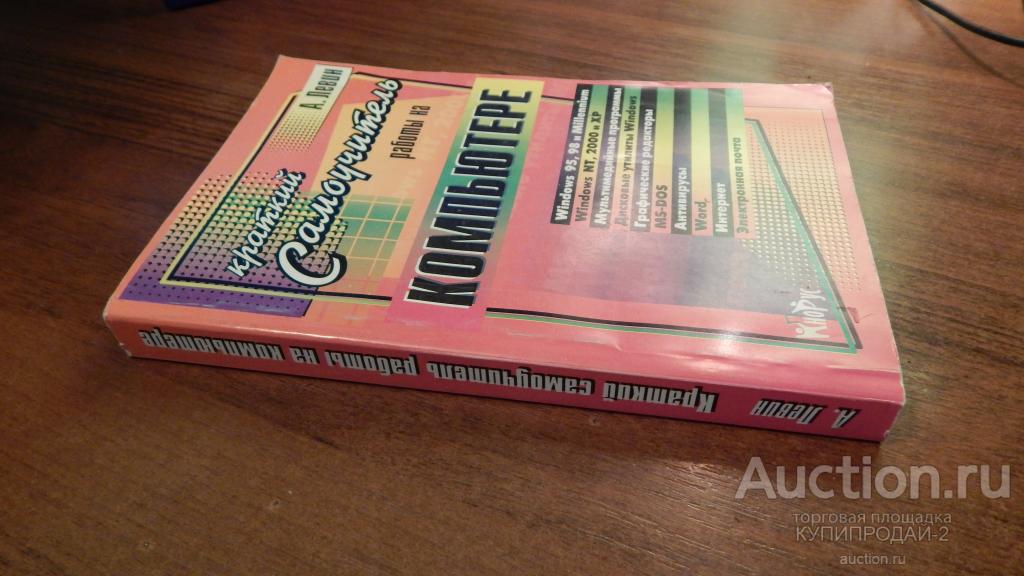 А. Левин
краткий
Самоучитель
работы на
КОМПЬЮТЕРЕ
Windows 95, 98 и Millennium
Windows NT, 2000 и XP
Мультимедийные программы
Дисковые утилиты Windows
Графические редакторы
MS-DOS
Антивирусы
Word,
Интернет
Электронная почта
А. Левин Краткий самоучитель работы на компьютере
Auction.ru
торговая площадка
КУПИПРОДАЙ-2
auction.ru